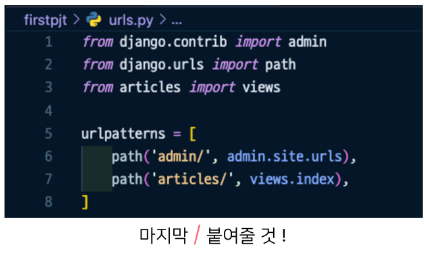 firstpjt > urls.py > ...
1 from django.contrib import admin
2 from django.urls import path
3 from articles import views
4
5 urlpatterns = [
6     path('admin/', admin.site.urls),
7     path('articles/', views.index),
8 ]
마지막 / 붙여줄 것 !